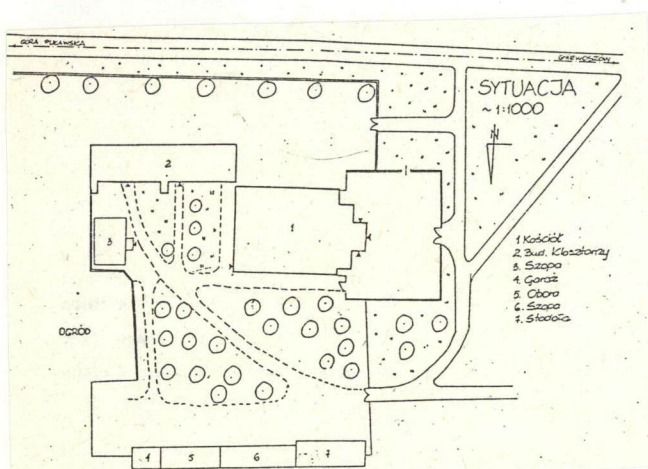 GÓRA PUŁAWSKA
GARWOSZÓW
SYTUACJA
~ 1:1000
N
2
1
3
1 Kościół
2 Bud. Klasztorny
3. Szopa
4. Garaż
5. Obora
6. Szopa
7. Stodoła
OGRÓD
4
5
6
7